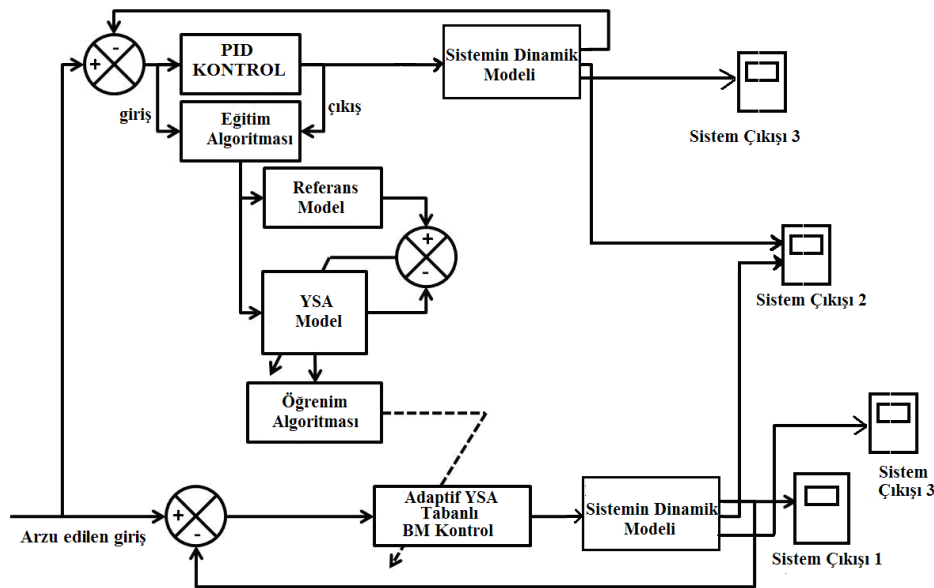 -
+
PID
KONTROL
Sistemin Dinamik
Modeli
giriş
çıkış
Eğitim
Algoritması
Sistem Çıkışı 3
Referans
Model
+
-
YSA
Model
Sistem Çıkışı 2
Öğrenim
Algoritması
Adaptif YSA
Tabanlı
BM Kontrol
Sistemin Dinamik
Modeli
Sistem
Çıkışı 3
+
-
Arzu edilen giriş
Sistem Çıkışı 1